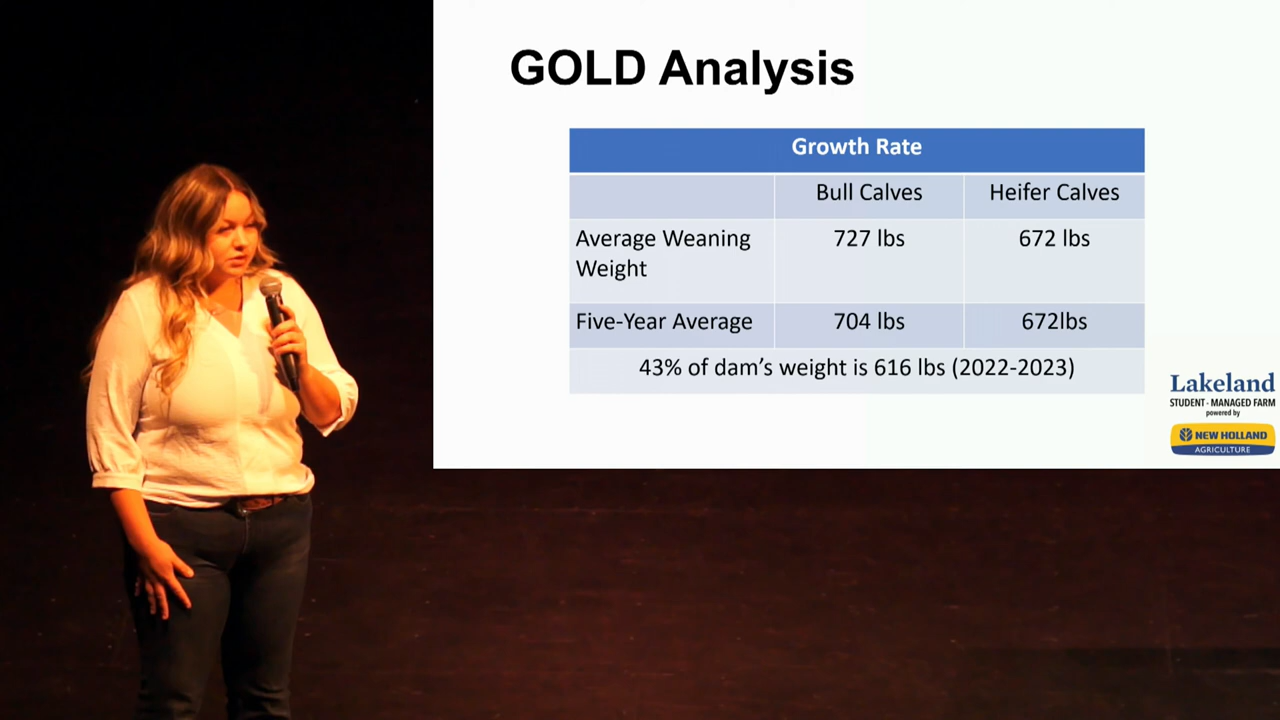 GOLD Analysis
Growth Rate
Bull Calves Heifer Calves
Average Weaning 727 lbs 672 lbs
Weight
Five-Year Average 704 lbs 672lbs
43% of dam's weight is 616 lbs (2022-2023)
Lakeland
STUDENT - MANAGED FARM
powered by
NEW HOLLAND
AGRICULTURE